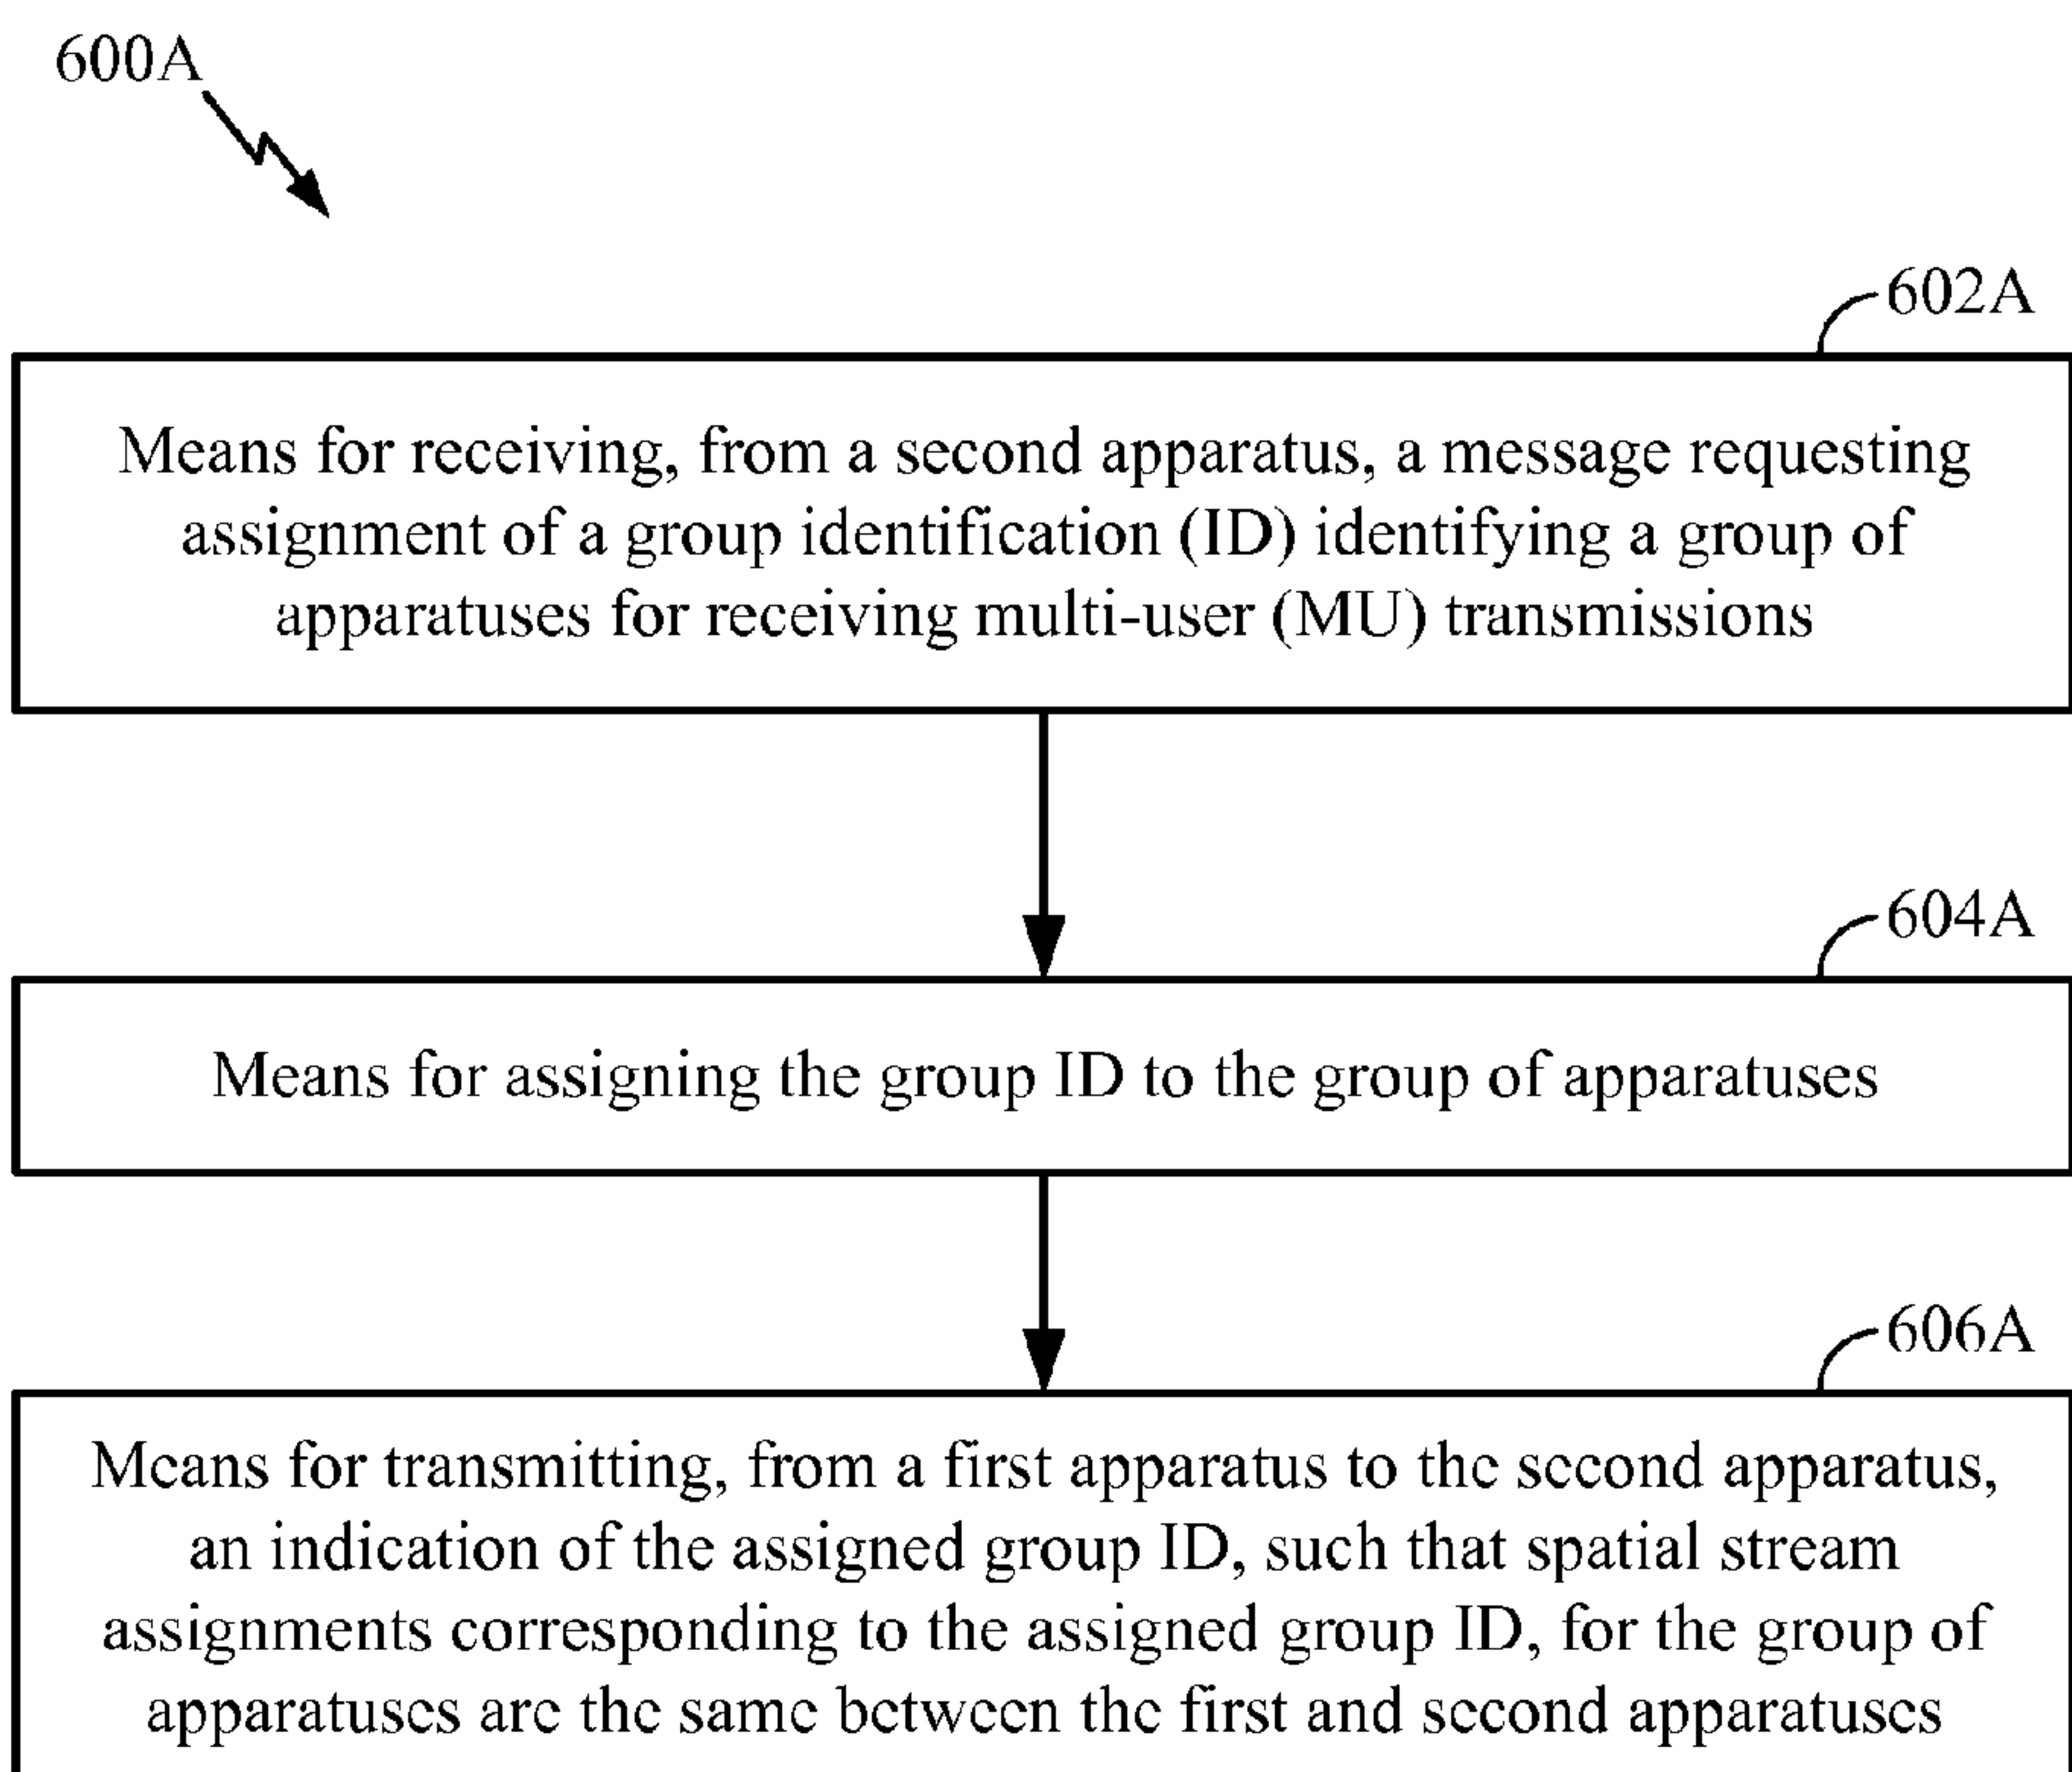 600A
602A
Means for receiving, from a second apparatus, a message requesting
assignment of a group identification (ID) identifying a group of
apparatuses for receiving multi-user (MU) transmissions
604A
Means for assigning the group ID to the group of apparatuses
606A
Means for transmitting, from a first apparatus to the second apparatus,
an indication of the assigned group ID, such that spatial stream
assignments corresponding to the assigned group ID, for the group of
apparatuses are the same between the first and second apparatuses